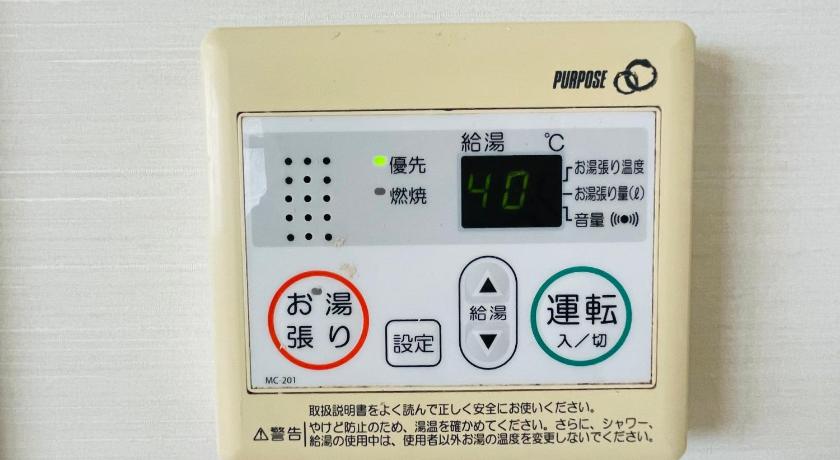 PURPOSE
給湯 ℃
優先
燃焼
40
お湯張り温度
お湯張り量(ℓ)
音量
お湯
張り
設定
▲
給湯
▼
運転
入／切
MC-201
取扱説明書をよく読んで正しく安全にお使いください。
⚠警告
やけど防止のため、湯温を確かめてください。さらに、シャワー、
給湯の使用中は、使用者以外お湯の温度を変更しないでください。